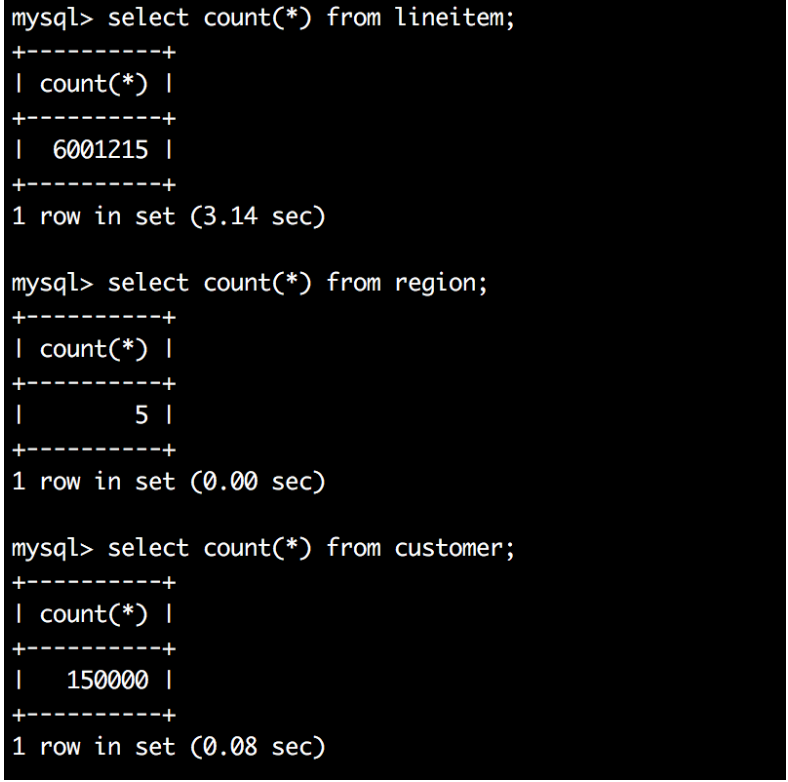 mysql> select count(*) from lineitem;
+----------+
| count(*) |
+----------+
|  6001215 |
+----------+
1 row in set (3.14 sec)

mysql> select count(*) from region;
+----------+
| count(*) |
+----------+
|        5 |
+----------+
1 row in set (0.00 sec)

mysql> select count(*) from customer;
+----------+
| count(*) |
+----------+
|   150000 |
+----------+
1 row in set (0.08 sec)